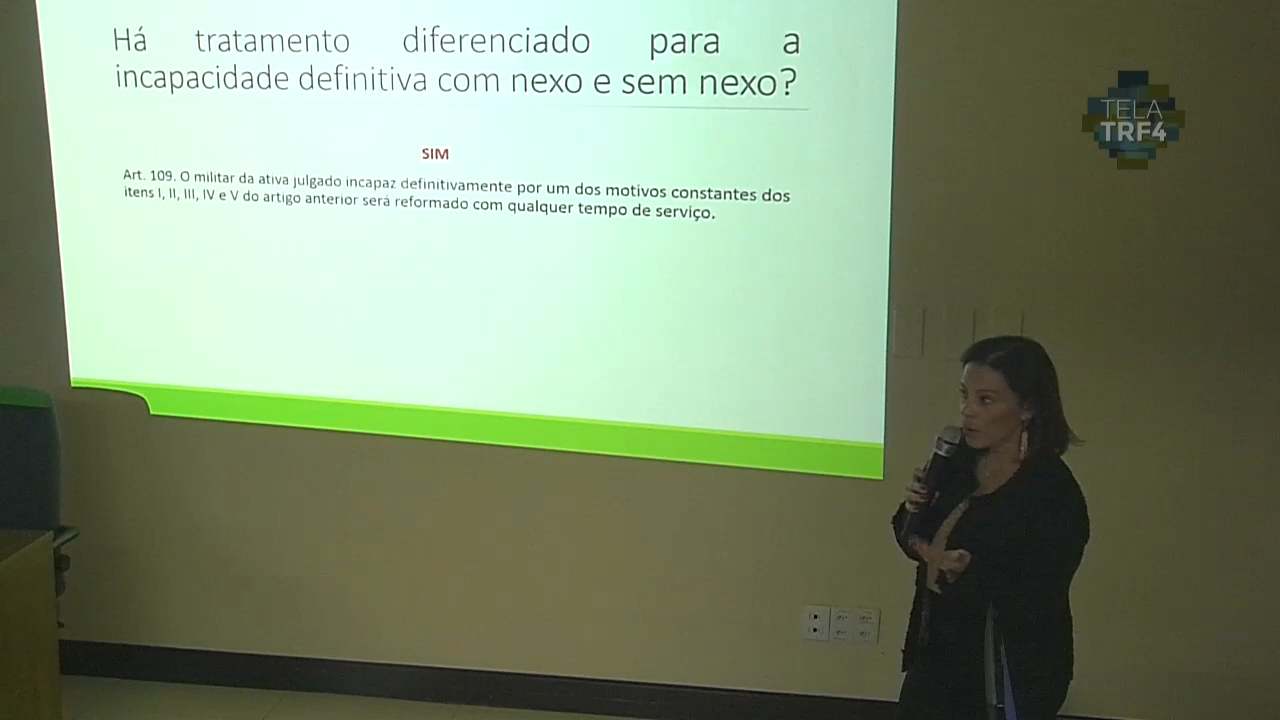 Há tratamento diferenciado para a
incapacidade definitiva com nexo e sem nexo?
SIM
Art. 109. O militar da ativa julgado incapaz definitivamente por um dos motivos constantes dos
itens I, II, III, IV e V do artigo anterior será reformado com qualquer tempo de serviço.
TELA
TRF4